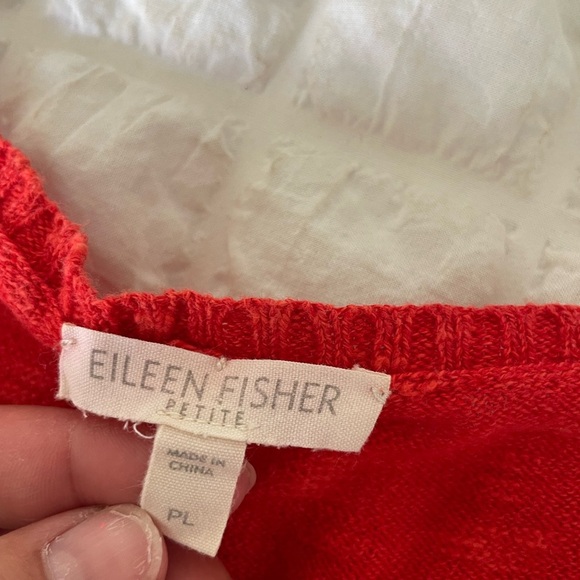 EILEEN FISHER
PETITE
MADE IN
CHINA
PL